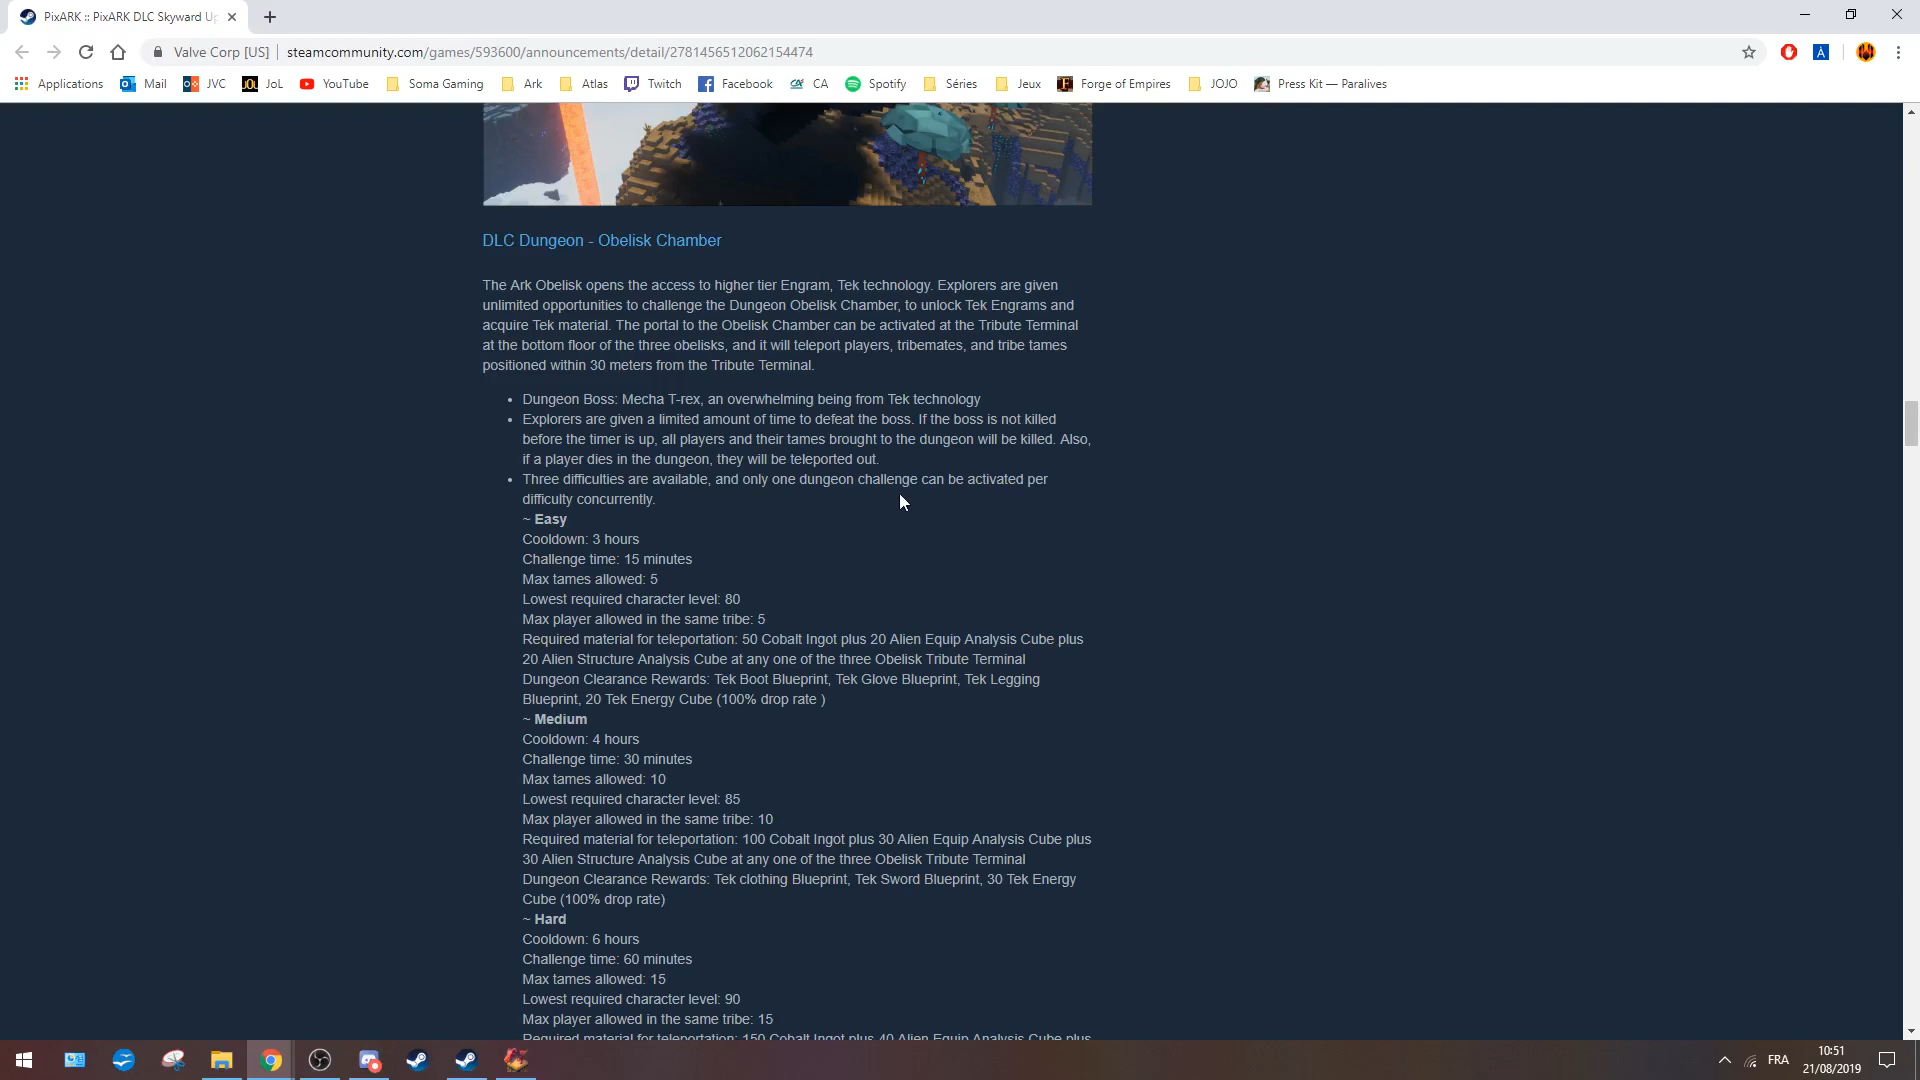 PixARK :: PixARK DLC Skyward Up
Valve Corp [US]
steamcommunity.com/games/593600/announcements/detail/2781456512062154474
Applications
Mail
JVC
JoL
YouTube
Soma Gaming
Ark
Atlas
Twitch
Facebook
CA
Spotify
Séries
Jeux
Forge of Empires
JOJO
Press Kit — Paralives
DLC Dungeon - Obelisk Chamber
The Ark Obelisk opens the access to higher tier Engram, Tek technology. Explorers are given
unlimited opportunities to challenge the Dungeon Obelisk Chamber, to unlock Tek Engrams and
acquire Tek material. The portal to the Obelisk Chamber can be activated at the Tribute Terminal
at the bottom floor of the three obelisks, and it will teleport players, tribemates, and tribe tames
positioned within 30 meters from the Tribute Terminal.
• Dungeon Boss: Mecha T-rex, an overwhelming being from Tek technology
• Explorers are given a limited amount of time to defeat the boss. If the boss is not killed
before the timer is up, all players and their tames brought to the dungeon will be killed. Also,
if a player dies in the dungeon, they will be teleported out.
• Three difficulties are available, and only one dungeon challenge can be activated per
difficulty concurrently.
~ Easy
Cooldown: 3 hours
Challenge time: 15 minutes
Max tames allowed: 5
Lowest required character level: 80
Max player allowed in the same tribe: 5
Required material for teleportation: 50 Cobalt Ingot plus 20 Alien Equip Analysis Cube plus
20 Alien Structure Analysis Cube at any one of the three Obelisk Tribute Terminal
Dungeon Clearance Rewards: Tek Boot Blueprint, Tek Glove Blueprint, Tek Legging
Blueprint, 20 Tek Energy Cube (100% drop rate )
~ Medium
Cooldown: 4 hours
Challenge time: 30 minutes
Max tames allowed: 10
Lowest required character level: 85
Max player allowed in the same tribe: 10
Required material for teleportation: 100 Cobalt Ingot plus 30 Alien Equip Analysis Cube plus
30 Alien Structure Analysis Cube at any one of the three Obelisk Tribute Terminal
Dungeon Clearance Rewards: Tek clothing Blueprint, Tek Sword Blueprint, 30 Tek Energy
Cube (100% drop rate)
~ Hard
Cooldown: 6 hours
Challenge time: 60 minutes
Max tames allowed: 15
Lowest required character level: 90
Max player allowed in the same tribe: 15
Required material for teleportation: 150 Cobalt Ingot plus 40 Alien Equip Analysis Cube plus
FRA
10:51
21/08/2019